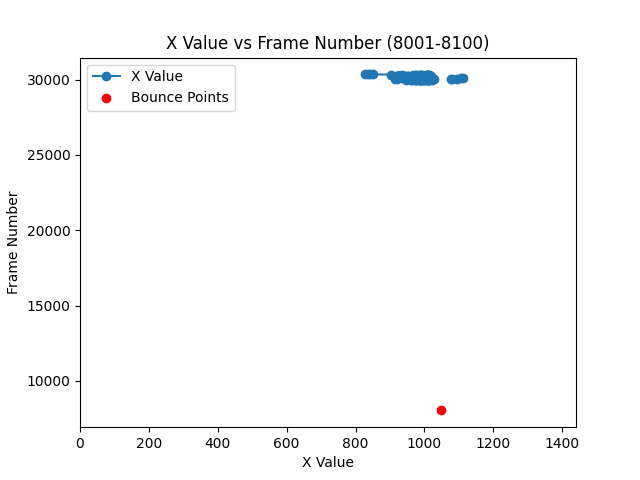 X Value vs Frame Number (8001-8100)
X Value
Bounce Points
30000
25000
20000
15000
10000
Frame Number
0 200 400 600 800 1000 1200 1400
X Value